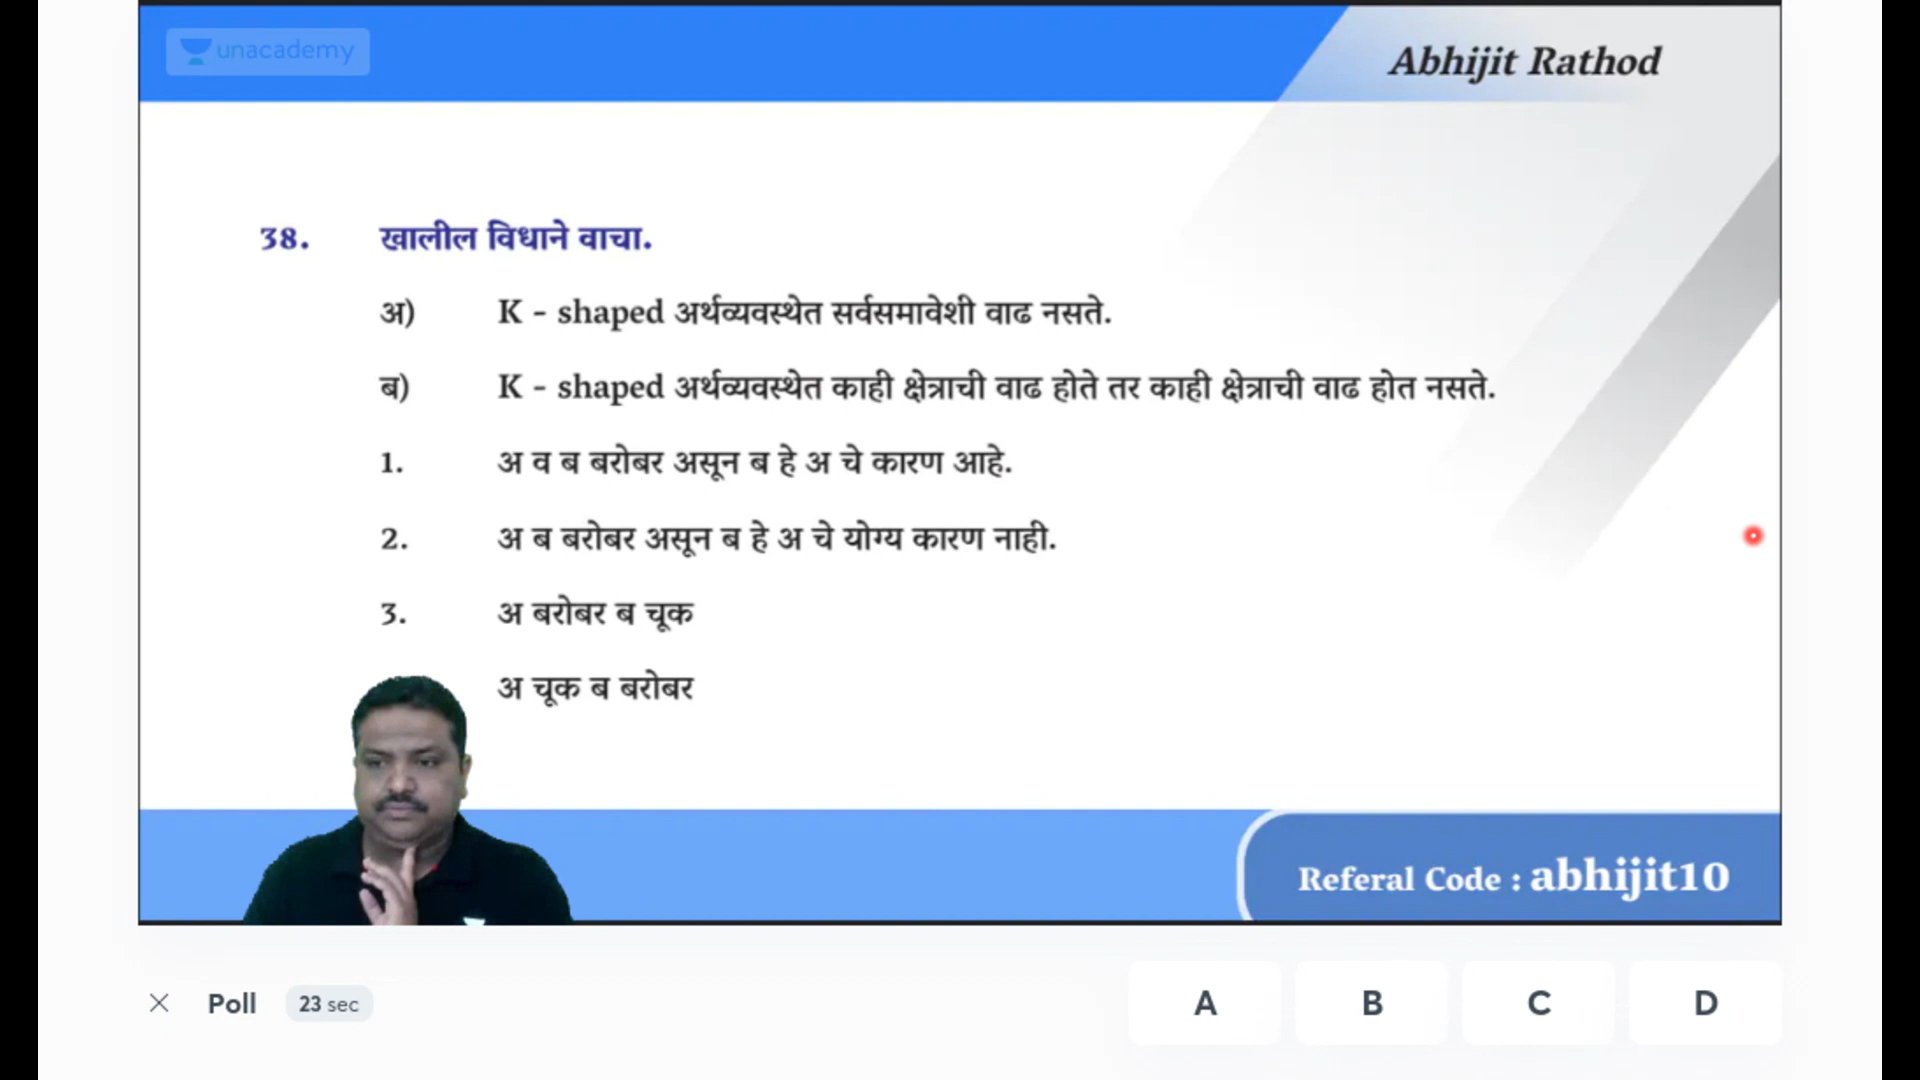 unacademy
Abhijit Rathod
38. खालील विधाने वाचा.
अ) K - shaped अर्थव्यवस्थेत सर्वसमावेशी वाढ नसते.
ब) K - shaped अर्थव्यवस्थेत काही क्षेत्राची वाढ होते तर काही क्षेत्राची वाढ होत नसते.
1. अ व ब बरोबर असून ब हे अ चे कारण आहे.
2. अ ब बरोबर असून ब हे अ चे योग्य कारण नाही.
3. अ बरोबर ब चूक
अ चूक ब बरोबर
Referal Code : abhijit10
Poll 23 sec A B C D